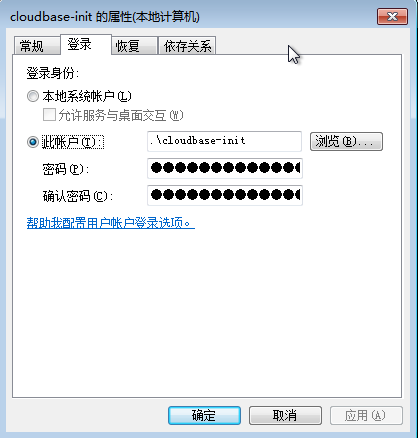 cloudbase-init 的属性(本地计算机)
常规 登录 恢复 依存关系
登录身份:
本地系统帐户(L)
允许服务与桌面交互(W)
此帐户(T): .\cloudbase-init 浏览(B)...
密码(P): ●●●●●●●●●●●●●
确认密码(C): ●●●●●●●●●●●●●
帮助我配置用户帐户登录选项。
确定 取消 应用(A)